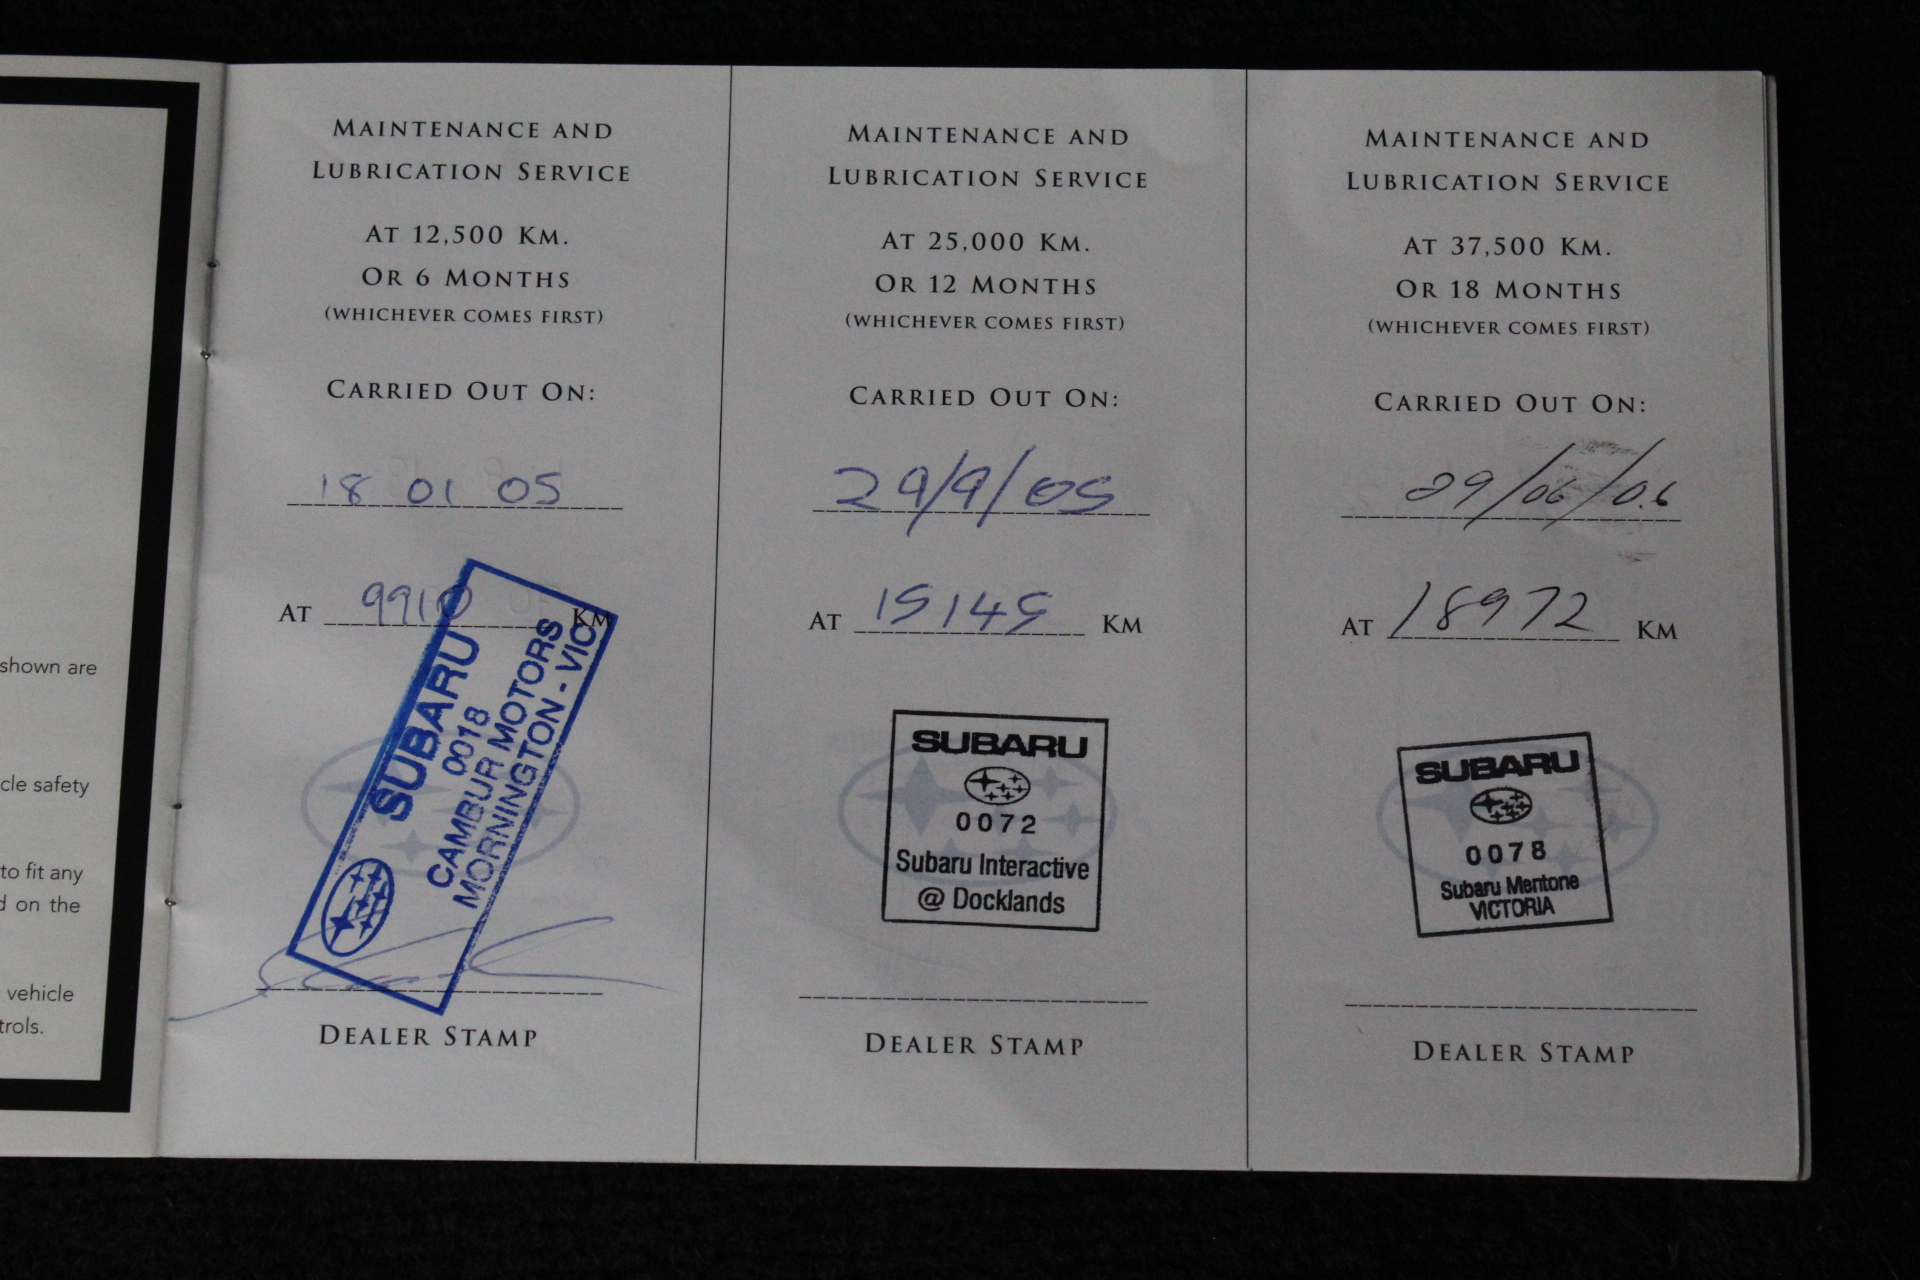 shown are
cle safety
to fit any
d on the
vehicle
trols.
MAINTENANCE AND
LUBRICATION SERVICE
AT 12,500 KM.
OR 6 MONTHS
(WHICHEVER COMES FIRST)
CARRIED OUT ON:
18 01 05
AT 9910 KM
SUBARU
0018
CAMBUR MOTORS
MORNINGTON - VIC
DEALER STAMP
MAINTENANCE AND
LUBRICATION SERVICE
AT 25,000 KM.
OR 12 MONTHS
(WHICHEVER COMES FIRST)
CARRIED OUT ON:
29/9/05
AT 15145 KM
SUBARU
0072
Subaru Interactive
@ Docklands
DEALER STAMP
MAINTENANCE AND
LUBRICATION SERVICE
AT 37,500 KM.
OR 18 MONTHS
(WHICHEVER COMES FIRST)
CARRIED OUT ON:
29/06/06
AT 18972 KM
SUBARU
0078
Subaru Mentone
VICTORIA
DEALER STAMP